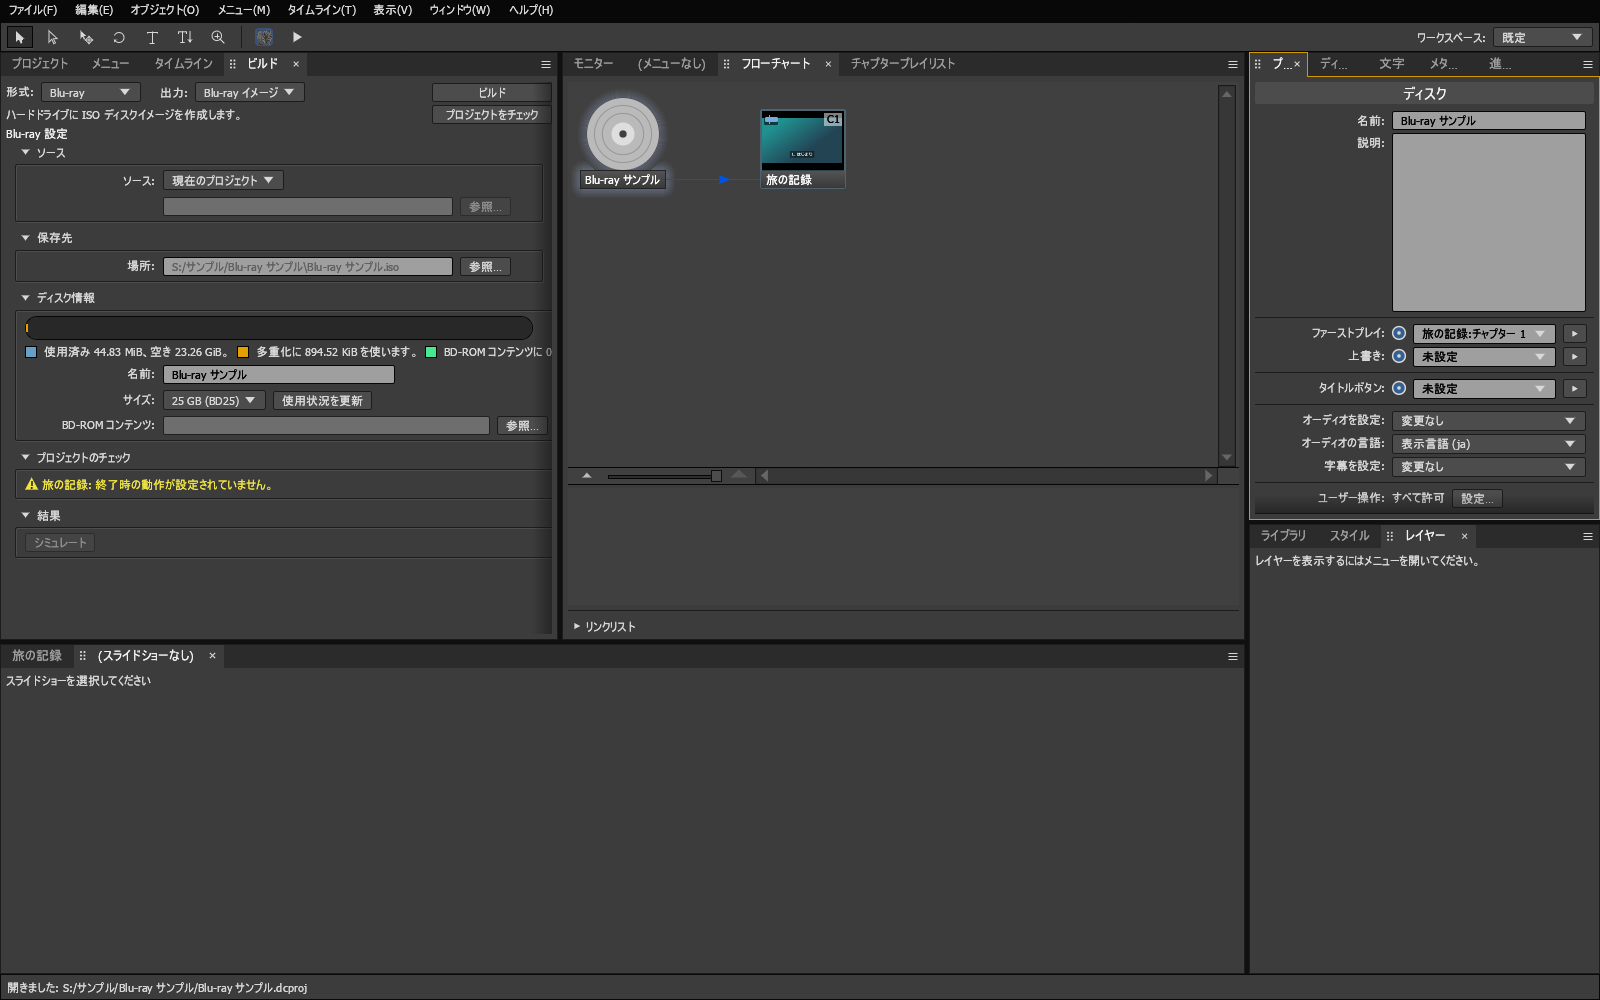 ファイル(F) 編集(E) オブジェクト(O) メニュー(M) タイムライン(T) 表示(V) ウィンドウ(W) ヘルプ(H)
ワークスペース: 既定
プロジェクト メニュー タイムライン ビルド ×
形式: Blu-ray 出力: Blu-ray イメージ ビルド
ハードドライブに ISO ディスクイメージを作成します。 プロジェクトをチェック
Blu-ray 設定
ソース
ソース: 現在のプロジェクト
参照...
保存先
場所: S:/サンプル/Blu-ray サンプル\Blu-ray サンプル.iso 参照...
ディスク情報
使用済み 44.83 MiB、空き 23.26 GiB。 多重化に 894.52 KiB を使います。 BD-ROM コンテンツに 0
名前: Blu-ray サンプル
サイズ: 25 GB (BD25) 使用状況を更新
BD-ROM コンテンツ: 参照...
プロジェクトのチェック
旅の記録: 終了時の動作が設定されていません。
結果
シミュレート
モニター (メニューなし) フローチャート × チャプタープレイリスト
C1
1. はじまり
Blu-ray サンプル
旅の記録
リンクリスト
プ...× ディ... 文字 メタ... 進...
ディスク
名前: Blu-ray サンプル
説明:
ファーストプレイ: 旅の記録:チャプター 1
上書き: 未設定
タイトルボタン: 未設定
オーディオを設定: 変更なし
オーディオの言語: 表示言語 (ja)
字幕を設定: 変更なし
ユーザー操作: すべて許可 設定...
ライブラリ スタイル レイヤー ×
レイヤーを表示するにはメニューを開いてください。
旅の記録 (スライドショーなし) ×
スライドショーを選択してください
開きました: S:/サンプル/Blu-ray サンプル/Blu-ray サンプル.dcproj